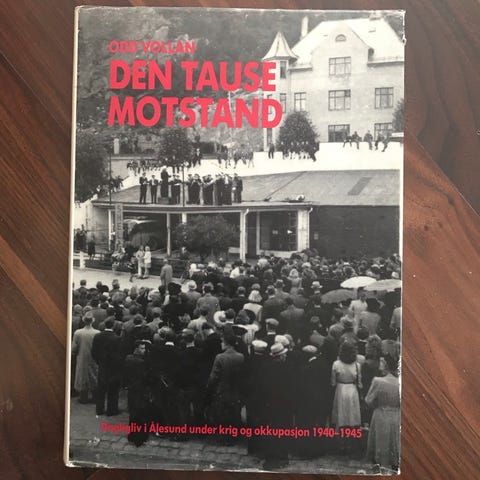 ODD VOLLAN
DEN TAUSE
MOTSTAND
Dagligliv i Ålesund under krig og okkupasjon 1940–1945